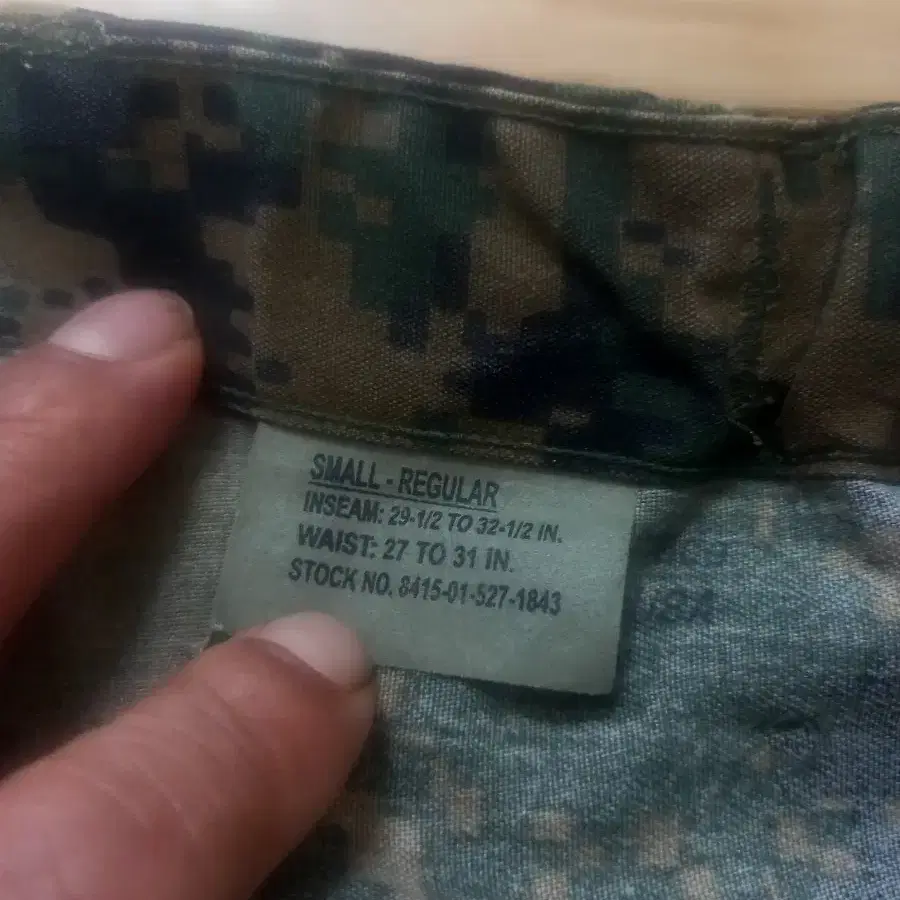 SMALL - REGULAR
INSEAM: 29-1/2 TO 32-1/2 IN.
WAIST: 27 TO 31 IN.
STOCK NO. 8415-01-527-1843